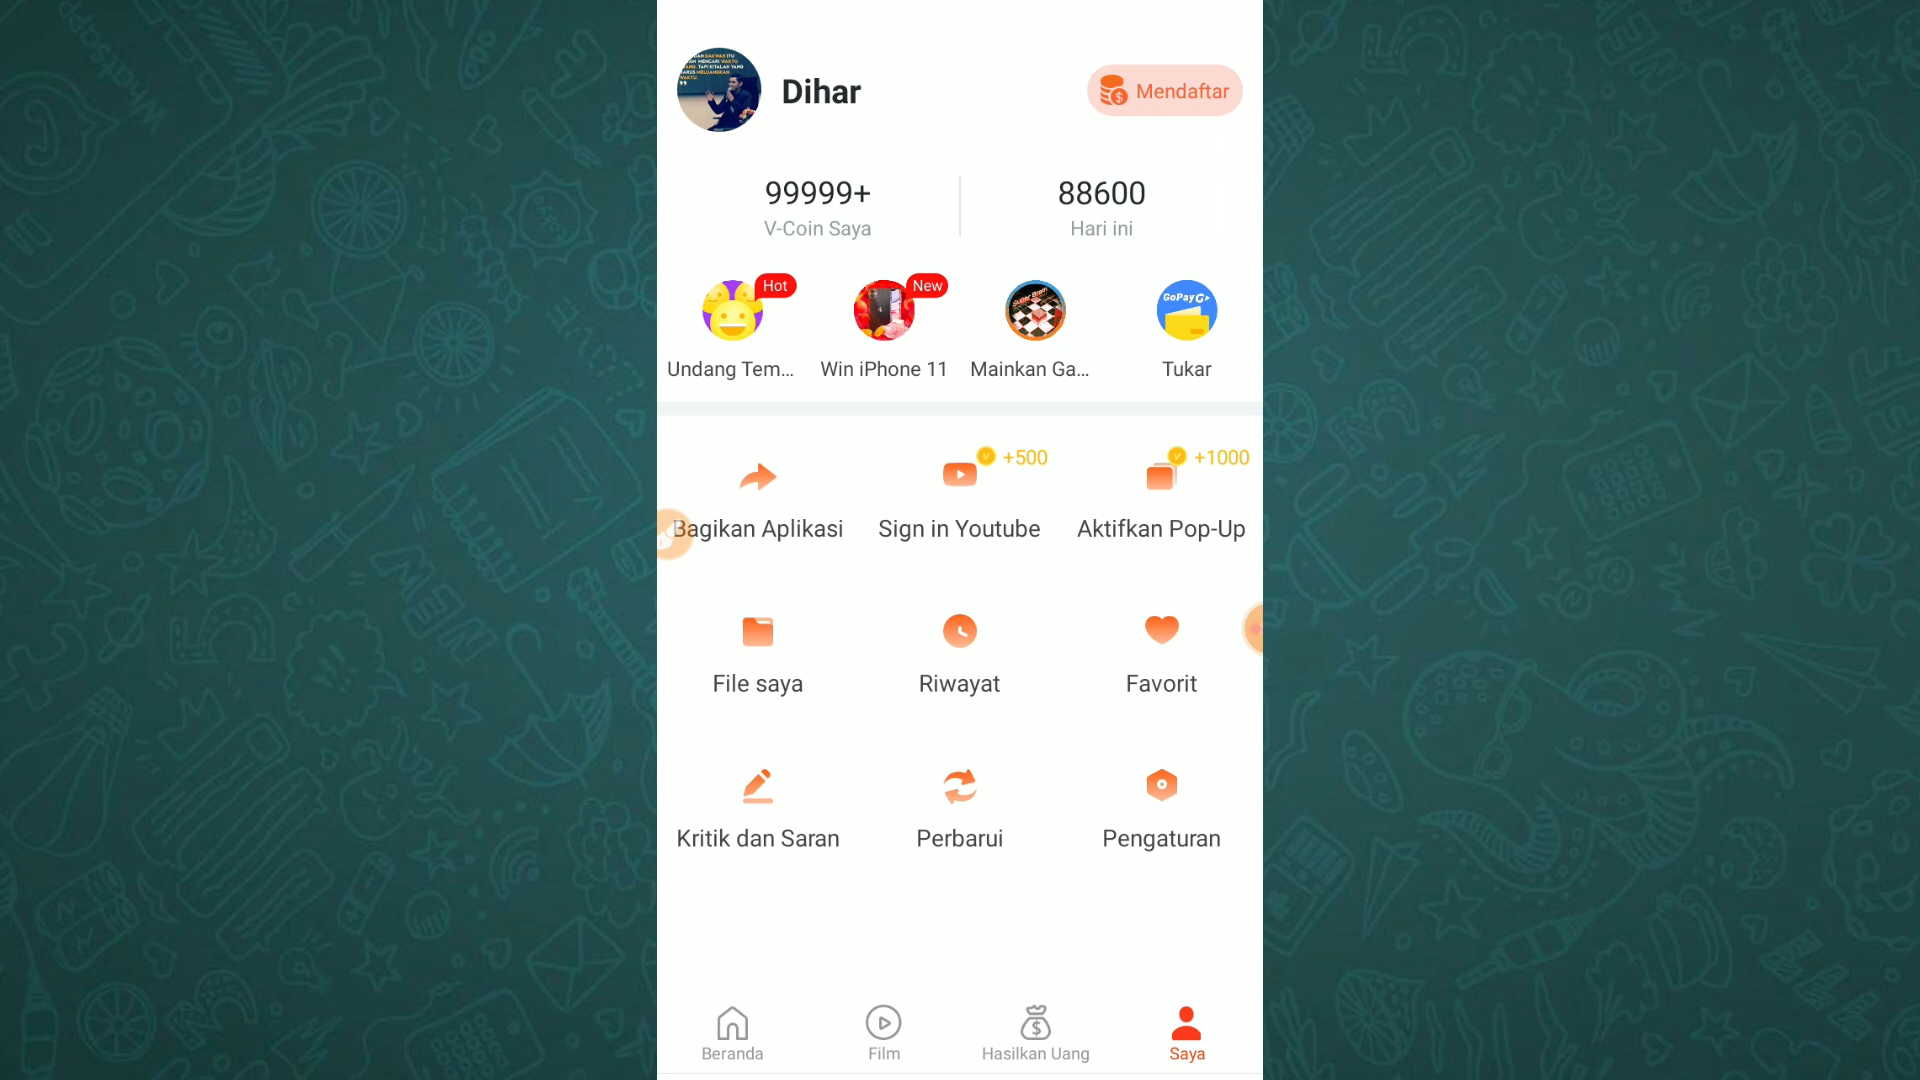 Dihar
Mendaftar
99999+
V-Coin Saya
88600
Hari ini
Hot
New
GoPay
Undang Tem...
Win iPhone 11
Mainkan Ga...
Tukar
+500
+1000
Bagikan Aplikasi
Sign in Youtube
Aktifkan Pop-Up
File saya
Riwayat
Favorit
Kritik dan Saran
Perbarui
Pengaturan
Beranda
Film
Hasilkan Uang
Saya